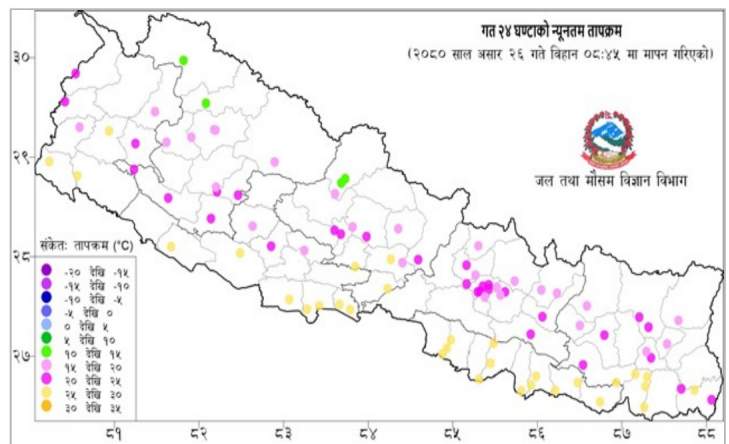 गत २४ घण्टाको न्यूनतम तापक्रम
(२०८० साल असार २६ गते विहान ०८:४५ मा मापन गरिएको)
जल तथा मौसम विज्ञान विभाग
३०
२९
२८
२७
संकेतः तापक्रम (°C)
-२० देखि -१५
-१५ देखि -१०
-१० देखि -५
-५ देखि ०
० देखि ५
५ देखि १०
१० देखि १५
१५ देखि २०
२० देखि २५
२५ देखि ३०
३० देखि ३५
८१ ८२ ८३ ८४ ८५ ८६ ८७ ८८